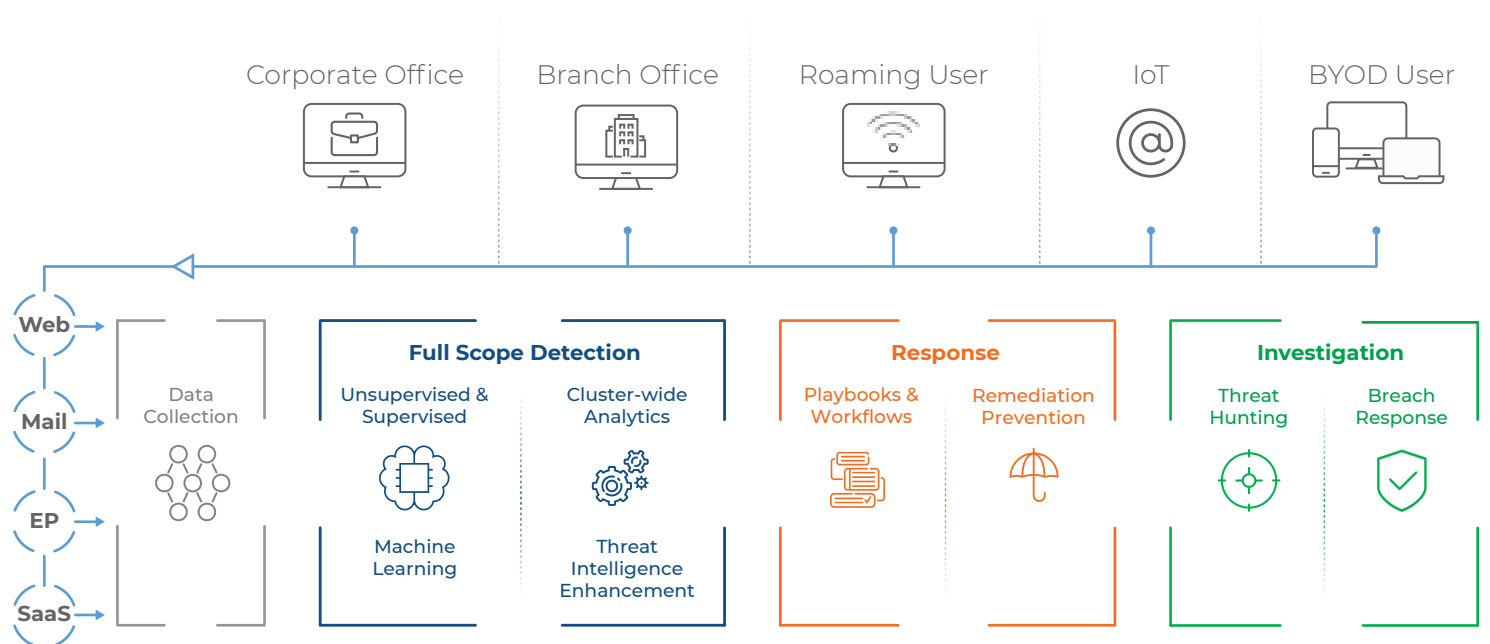 Corporate Office
Branch Office
Roaming User
IoT
BYOD User
@
Web
Mail
EP
SaaS
Data
Collection
Full Scope Detection
Unsupervised &
Supervised
Machine
Learning
Cluster-wide
Analytics
Threat
Intelligence
Enhancement
Response
Playbooks &
Workflows
Remediation
Prevention
Investigation
Threat
Hunting
Breach
Response